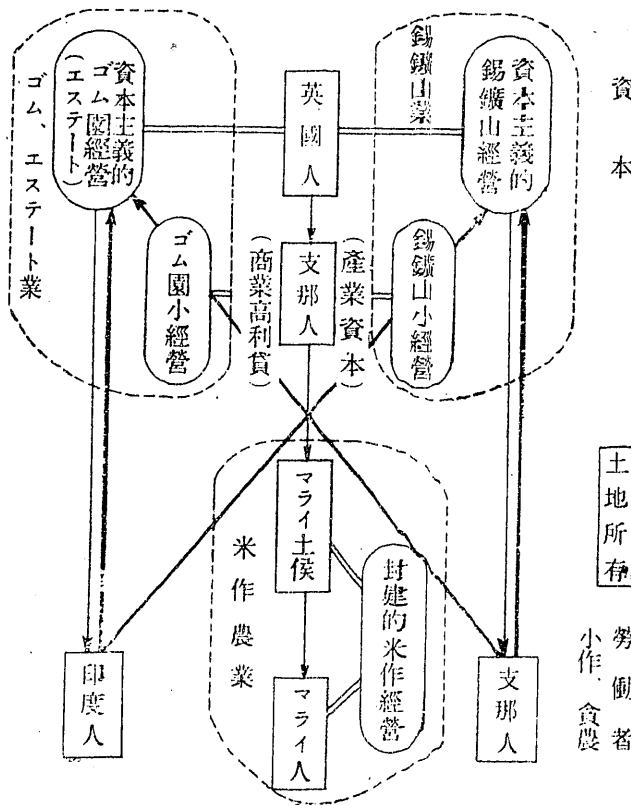 資本
土地所有
勞働者
小作、貧農
資本主義的
錫鑛山經營
錫鑛山業
錫鑛山小經營
支那人
英國人
支那人
（產業資本）
（商業高利貸）
マライ土侯
封建的米作經營
マライ人
米作農業
資本主義的
ゴム園經營
（エステート）
ゴム園小經營
ゴム、エステート業
印度人